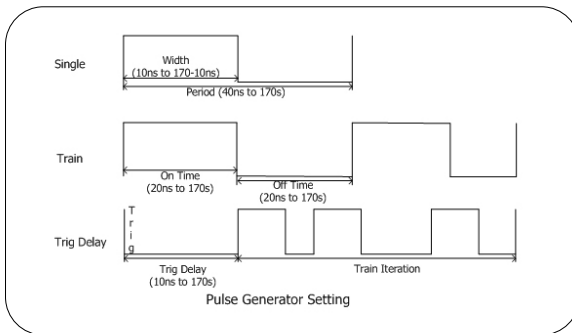 Single
Width
(10ns to 170-10ns)
Period (40ns to 170s)
Train
On Time
(20ns to 170s)
Off Time
(20ns to 170s)
Trig
Trig Delay
Trig Delay
(10ns to 170s)
Train Iteration
Pulse Generator Setting